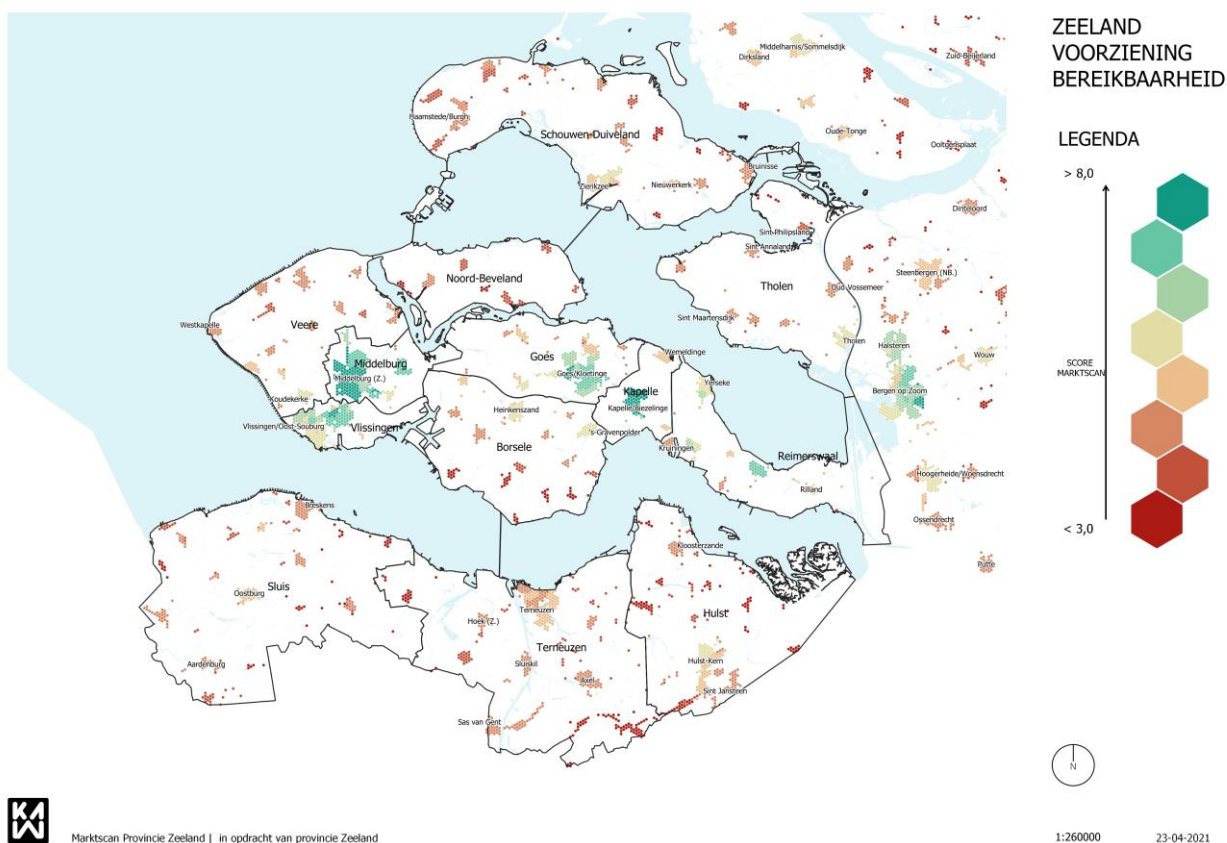 ZEELAND
VOORZIENING
BEREIKBAARHEID
LEGENDA
> 8,0
SCORE
MARKTSCAN
< 3,0
Middelharnis/Sommelsdijk
Dirksland
Zuid-Beijerland
Haamstede/Burgh
Schouwen-Duiveland
Oude-Tonge
Ooltgensplaat
Bruinisse
Zierikzee
Nieuwerkerk
Dinteloord
Sint Philipsland
Sint Annaland
Steenbergen (NB.)
Noord-Beveland
Tholen
Oud-Vossemeer
Westkapelle
Veere
Sint Maartensdijk
Tholen
Halsteren
Wouw
Goes
Wemeldinge
Middelburg
Middelburg (Z.)
Goes/Kloetinge
Yerseke
Kapelle
Bergen op Zoom
Koudekerke
Kapelle/Biezelinge
Heinkenszand
Vlissingen/Oost-Souburg
Vlissingen
's-Gravenpolder
Borsele
Kruiningen
Reimerswaal
Hoogerheide/Woensdrecht
Rilland
Breskens
Ossendrecht
Kloosterzande
Putte
Sluis
Oostburg
Terneuzen
Hoek (Z.)
Hulst
Terneuzen
Aardenburg
Sluiskil
Hulst-Kern
Axel
Sint Jansteen
Sas van Gent
N
KAW
Marktscan Provincie Zeeland | in opdracht van provincie Zeeland
1:260000
23-04-2021